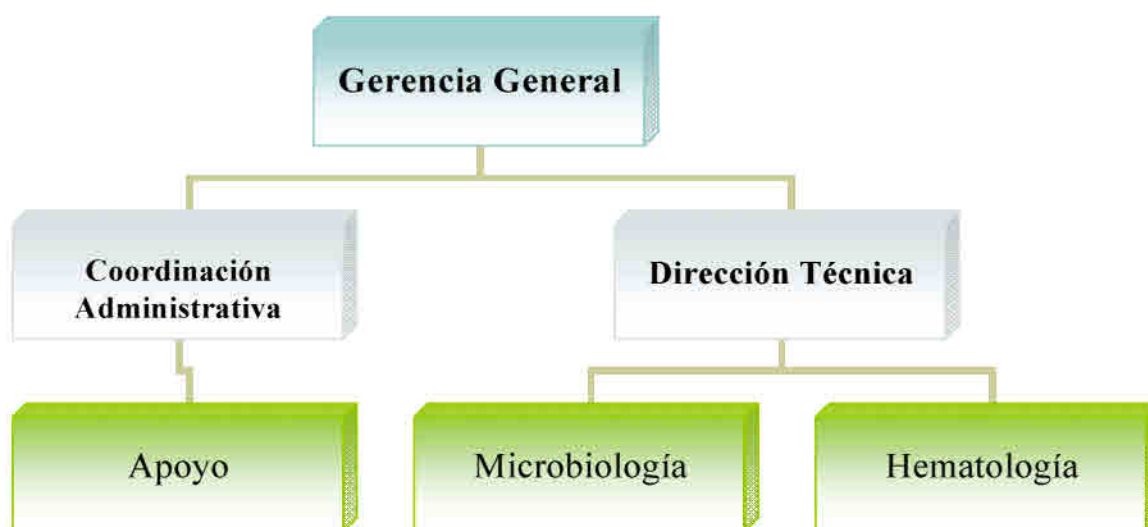 Gerencia General
Coordinación
Administrativa
Dirección Técnica
Apoyo
Microbiología
Hematología